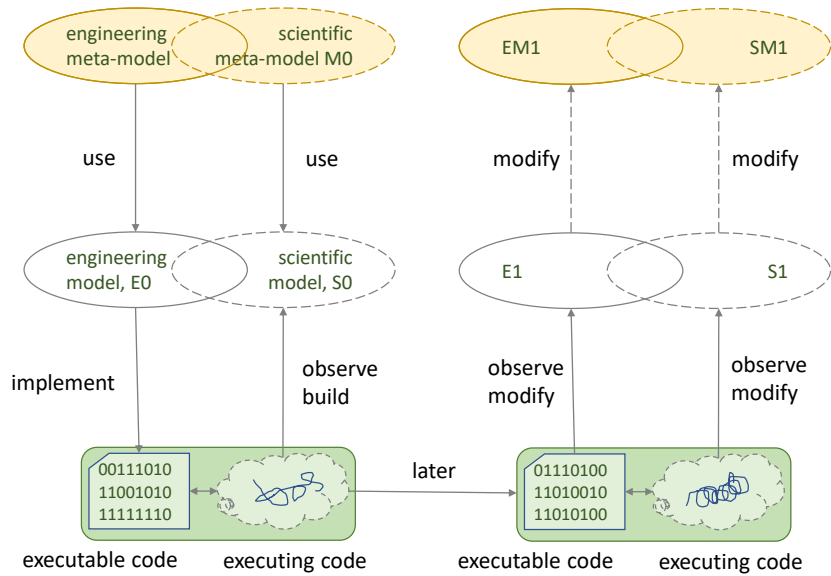 engineering
meta-model
scientific
meta-model M0
EM1
SM1
use
use
modify
modify
engineering
model, E0
scientific
model, S0
E1
S1
implement
observe
build
observe
modify
observe
modify
00111010
11001010
11111110
later
01110100
11010010
11010100
executable code
executing code
executable code
executing code